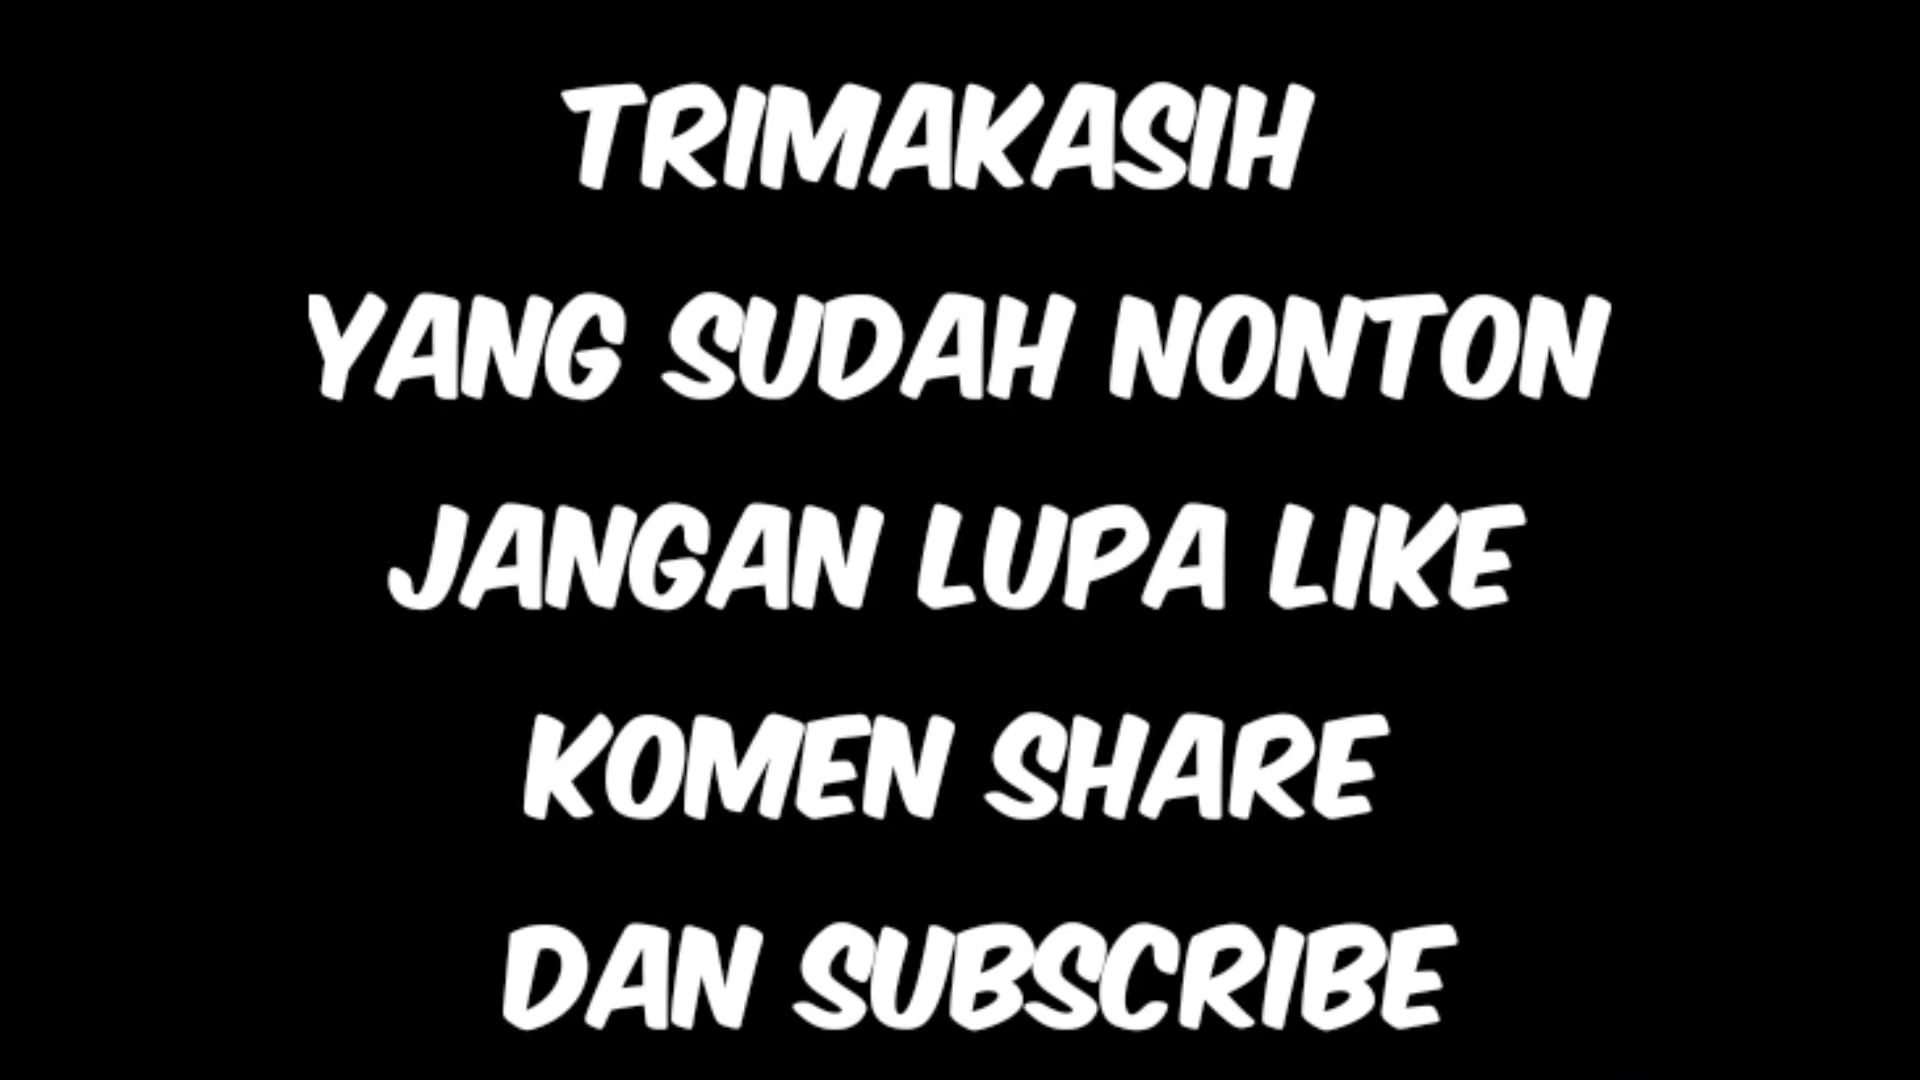 TRIMAKASIH
YANG SUDAH NONTON
JANGAN LUPA LIKE
KOMEN SHARE
DAN SUBSCRIBE